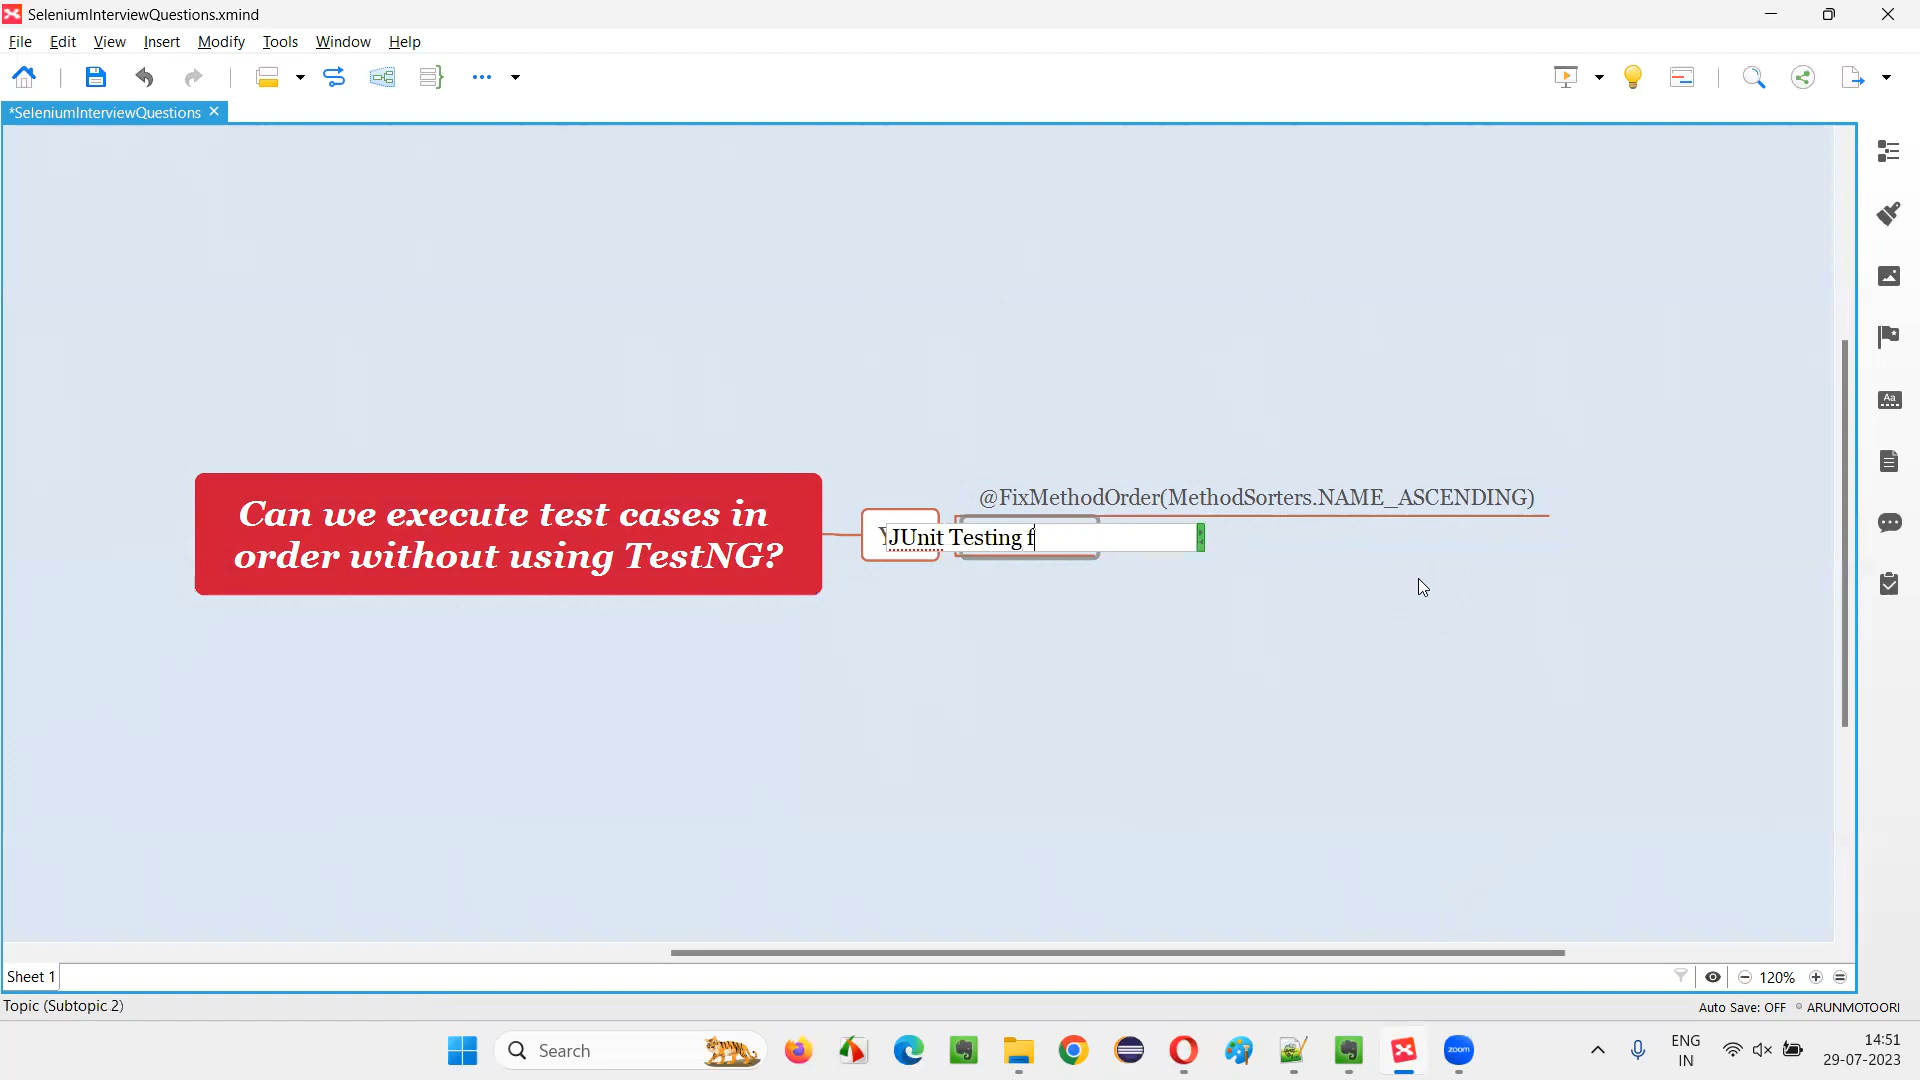 SeleniumInterviewQuestions.xmind
File Edit View Insert Modify Tools Window Help
*SeleniumInterviewQuestions
Can we execute test cases in
order without using TestNG?
@FixMethodOrder(MethodSorters.NAME_ASCENDING)
JUnit Testing f
Aa
Sheet 1
120%
Topic (Subtopic 2)
Auto Save: OFF
ARUNMOTOORI
Search
zoom
ENG
IN
14:51
29-07-2023